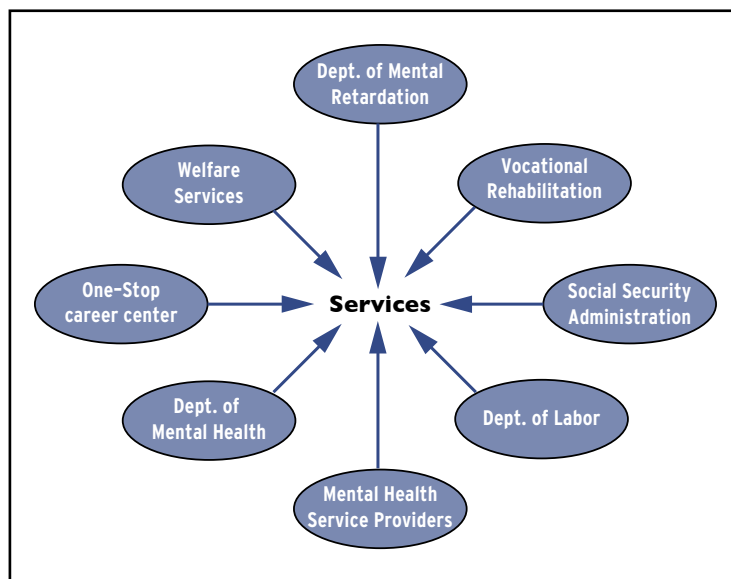 Dept. of Mental
Retardation
Welfare
Services
Vocational
Rehabilitation
One-Stop
career center
Services
Social Security
Administration
Dept. of
Mental Health
Dept. of Labor
Mental Health
Service Providers